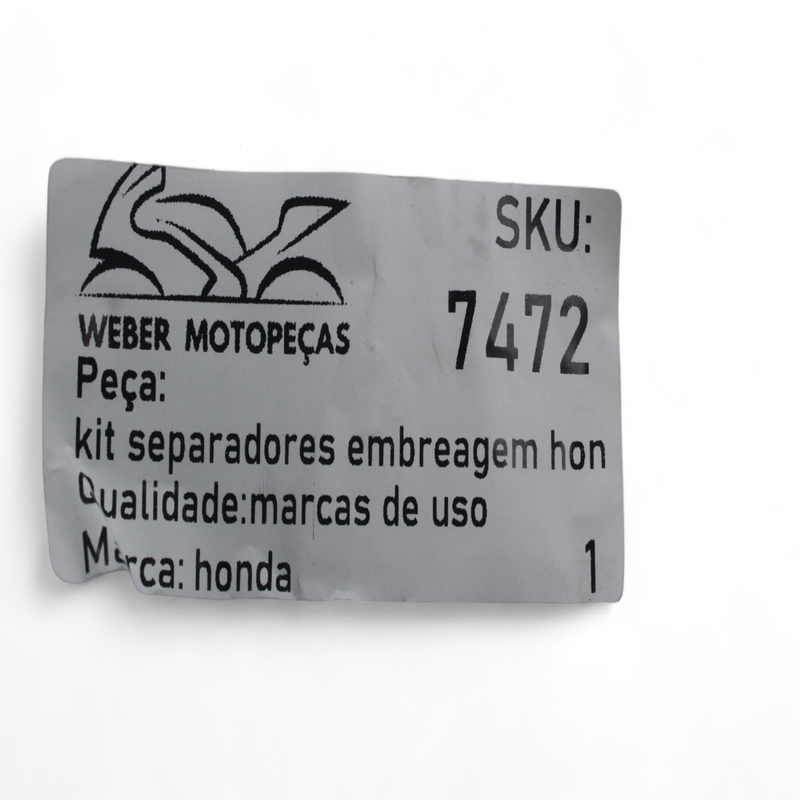 WEBER MOTOPEÇAS
SKU:
7472
Peça:
kit separadores embreagem hon
Qualidade:marcas de uso
Marca: honda
1